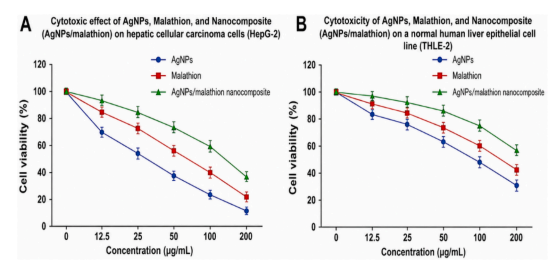 A
Cytotoxic effect of AgNPs, Malathion, and Nanocomposite
(AgNPs/malathion) on hepatic cellular carcinoma cells (HepG-2)
AgNPs
Malathion
AgNPs/malathion nanocomposite
Cell viability (%)
120
100
80
60
40
20
0
0 12.5 25 50 100 200
Concentration (µg/mL)
B
Cytotoxicity of AgNPs, Malathion, and Nanocomposite
(AgNPs/malathion) on a normal human liver epithelial cell
line (THLE-2)
AgNPs
Malathion
AgNPs/malathion nanocomposite
Cell viability (%)
120
100
80
60
40
20
0
0 12.5 25 50 100 200
Concentration (µg/mL)